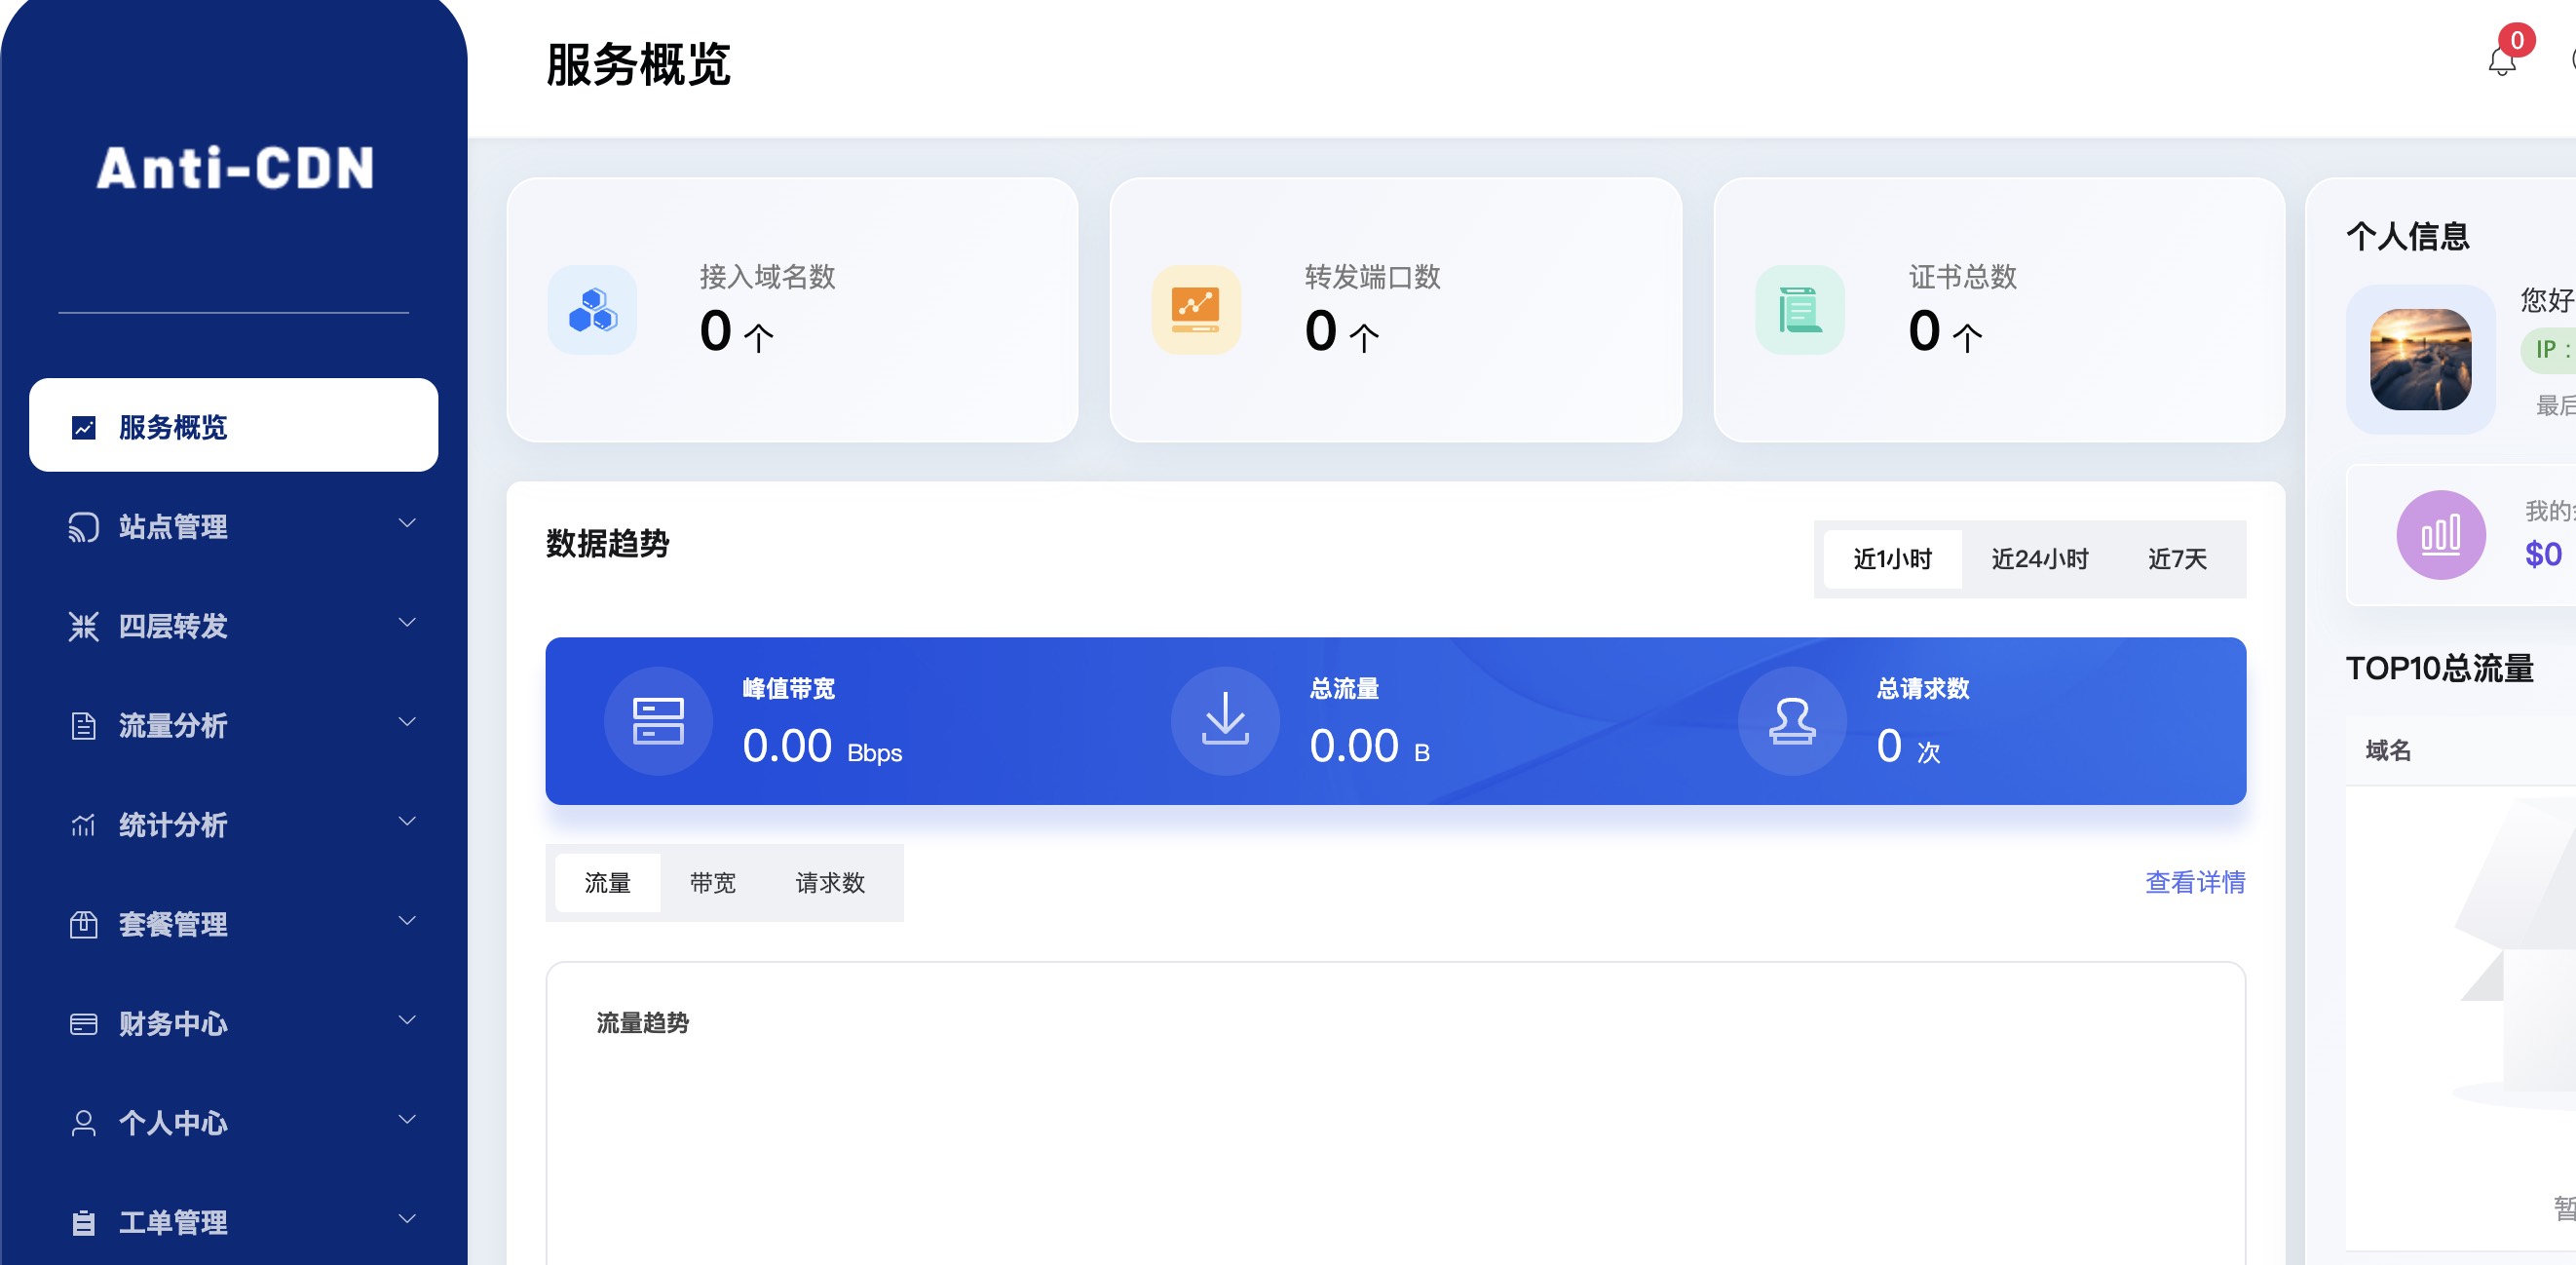 Anti-CDN
服务概览
站点管理
四层转发
流量分析
统计分析
套餐管理
财务中心
个人中心
工单管理
服务概览
0
接入域名数
0 个
转发端口数
0 个
证书总数
0 个
数据趋势
近1小时 近24小时 近7天
峰值带宽
0.00 Bbps
总流量
0.00 B
总请求数
0 次
流量 带宽 请求数
查看详情
流量趋势
个人信息
您好
IP：
最后
我的
$0
TOP10总流量
域名
暂